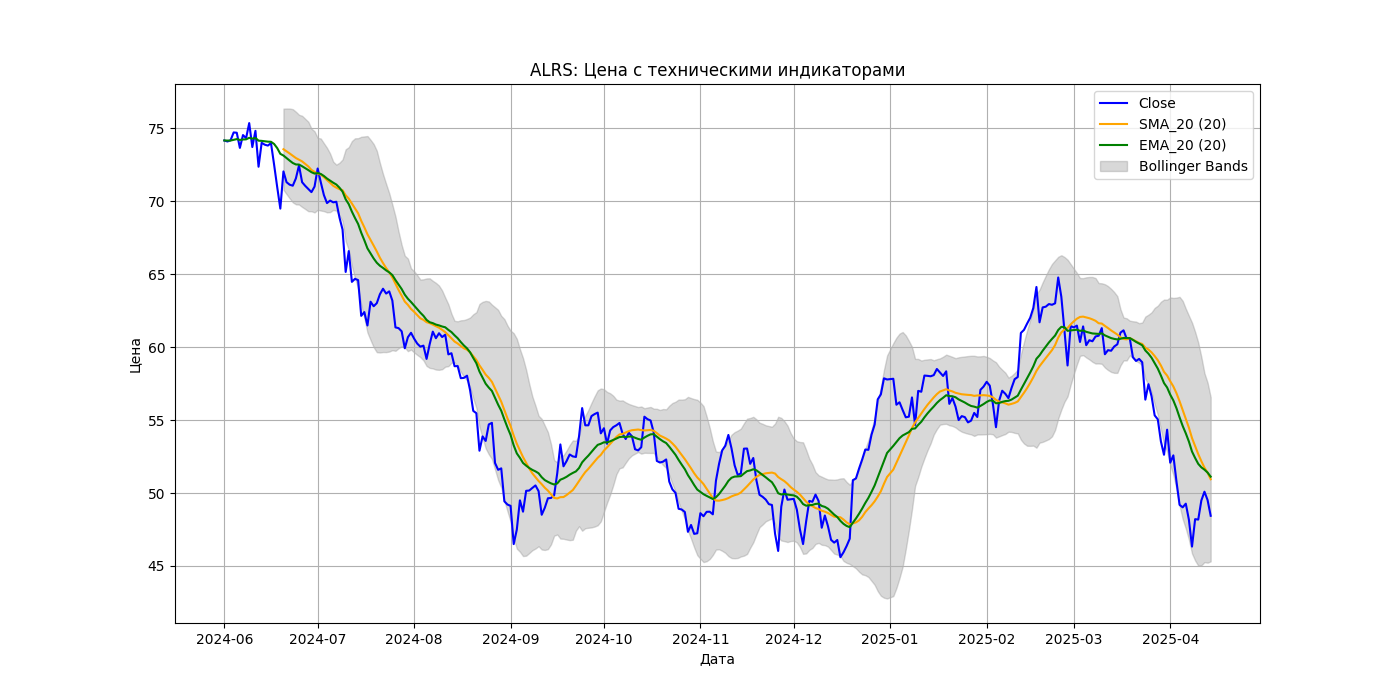 ALRS: Цена с техническими индикаторами
Close
SMA_20 (20)
EMA_20 (20)
Bollinger Bands
Цена
75
70
65
60
55
50
45
2024-06 2024-07 2024-08 2024-09 2024-10 2024-11 2024-12 2025-01 2025-02 2025-03 2025-04
Дата